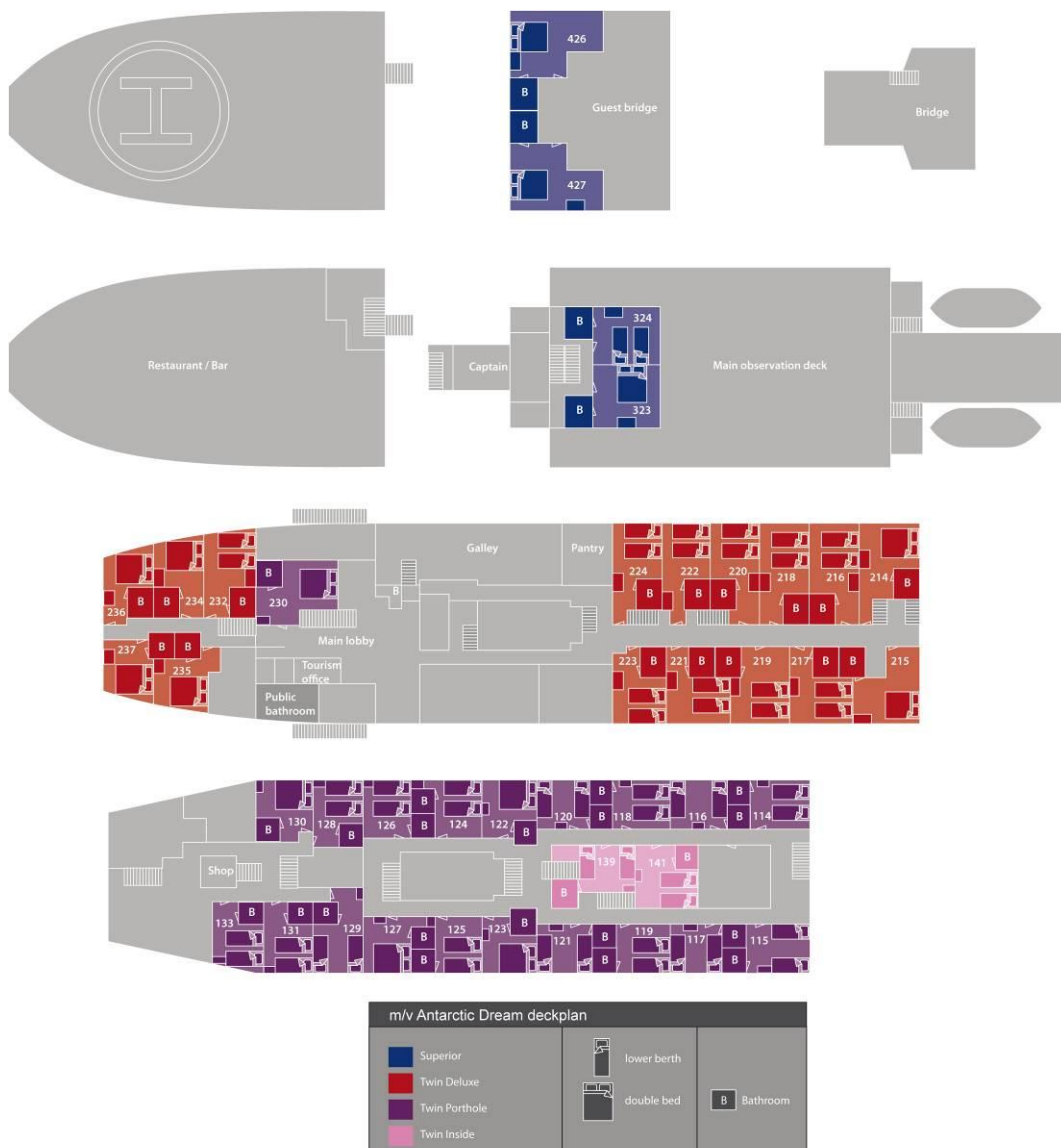 426
B
Guest bridge
B
Bridge
427
324
B
Restaurant / Bar
Captain
Main observation deck
B
323
Galley
Pantry
B
224
222
220
218
216
214
B
236
B
B
234
232
B
230
B
B
B
B
B
B
237
B
B
235
Main lobby
Tourism
office
Public
bathroom
223
B
221
B
B
219
217
B
B
215
130
B
128
B
126
B
B
124
122
B
120
B
B
118
116
B
B
114
Shop
139
141
B
B
133
B
131
B
B
129
127
B
B
125
123
B
121
B
B
119
117
B
B
115
m/v Antarctic Dream deckplan
Superior
Twin Deluxe
Twin Porthole
Twin Inside
lower berth
double bed
B Bathroom